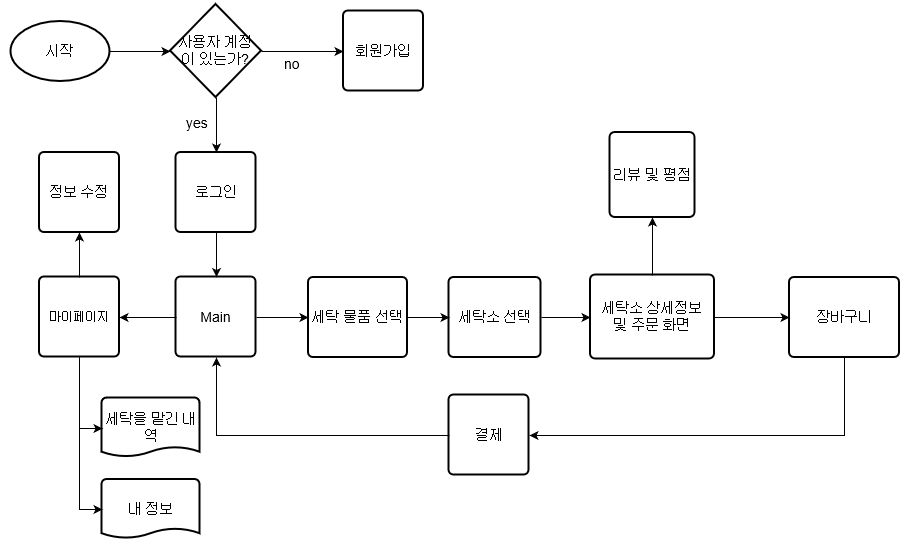 시작
사용자 계정
이 있는가?
no
회원가입
yes
정보 수정
로그인
리뷰 및 평점
마이페이지
Main
세탁 물품 선택
세탁소 선택
세탁소 상세정보
및 주문 화면
장바구니
세탁을 맡긴 내
역
결제
내 정보